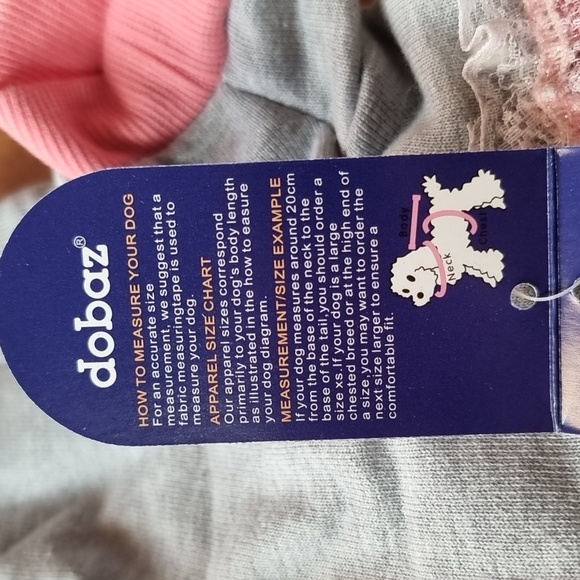 dobaz®
HOW TO MEASURE YOUR DOG
For an accurate size
measurement, we suggest that a
fabric measuringtape is used to
measure your dog.
APPAREL SIZE CHART
Our apparel sizes correspond
primarily to your dog's body length
as illustrated in the how to easure
your dog diagram.
MEASUREMENT/SIZE EXAMPLE
If your dog measures around 20cm
from the base of the neck to the
base of the tail,you should order a
size xs.If your dog is a large
chested breed or at the high end of
a size,you may want to order the
next size larger to ensure a
comfortable fit.
Body
Neck
Chest